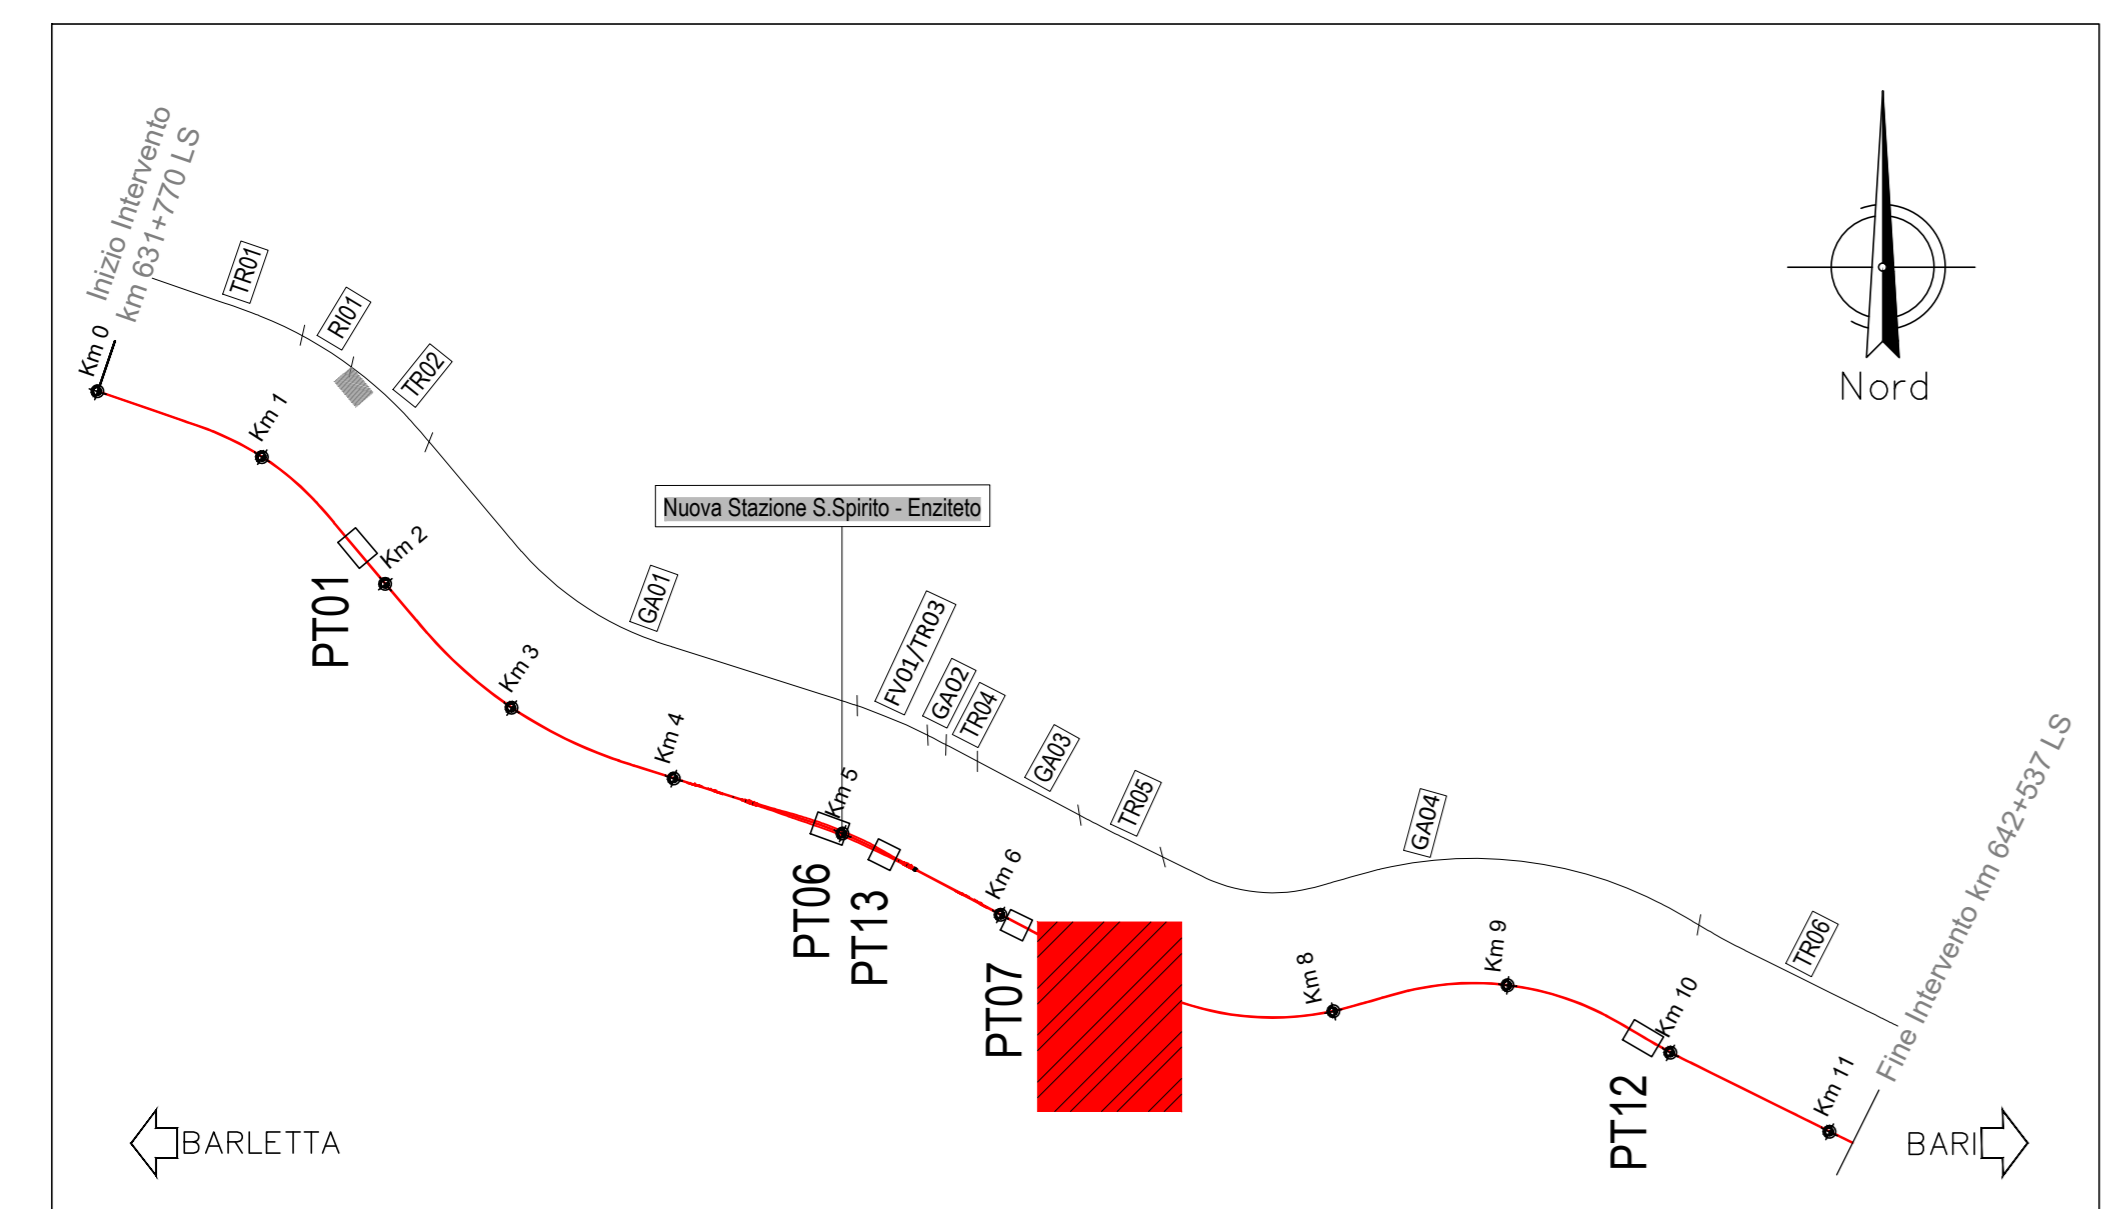 Inizio Intervento
km 631+770 LS
Km 0
TR01
RI01
TR02
Km 1
Nord
Nuova Stazione S.Spirito - Enziteto
Km 2
PT01
GA01
FV01/TR03
GA02
TR04
Km 3
Km 4
Km 5
GA03
TR05
GA04
Fine Intervento km 642+537 LS
PT06
PT13
Km 6
PT07
Km 8
Km 9
TR06
Km 10
PT12
Km 11
BARLETTA
BARI